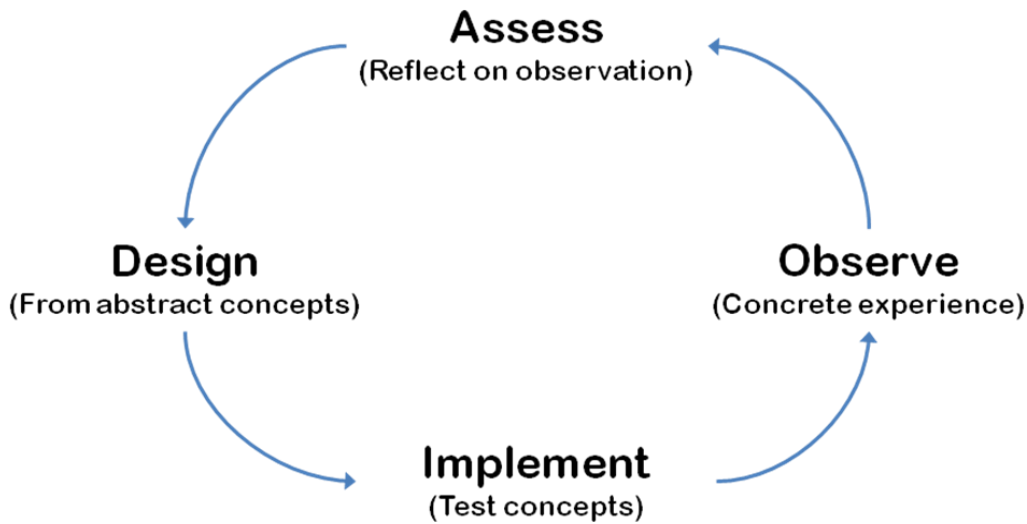 Assess
(Reflect on observation)
Design
(From abstract concepts)
Observe
(Concrete experience)
Implement
(Test concepts)